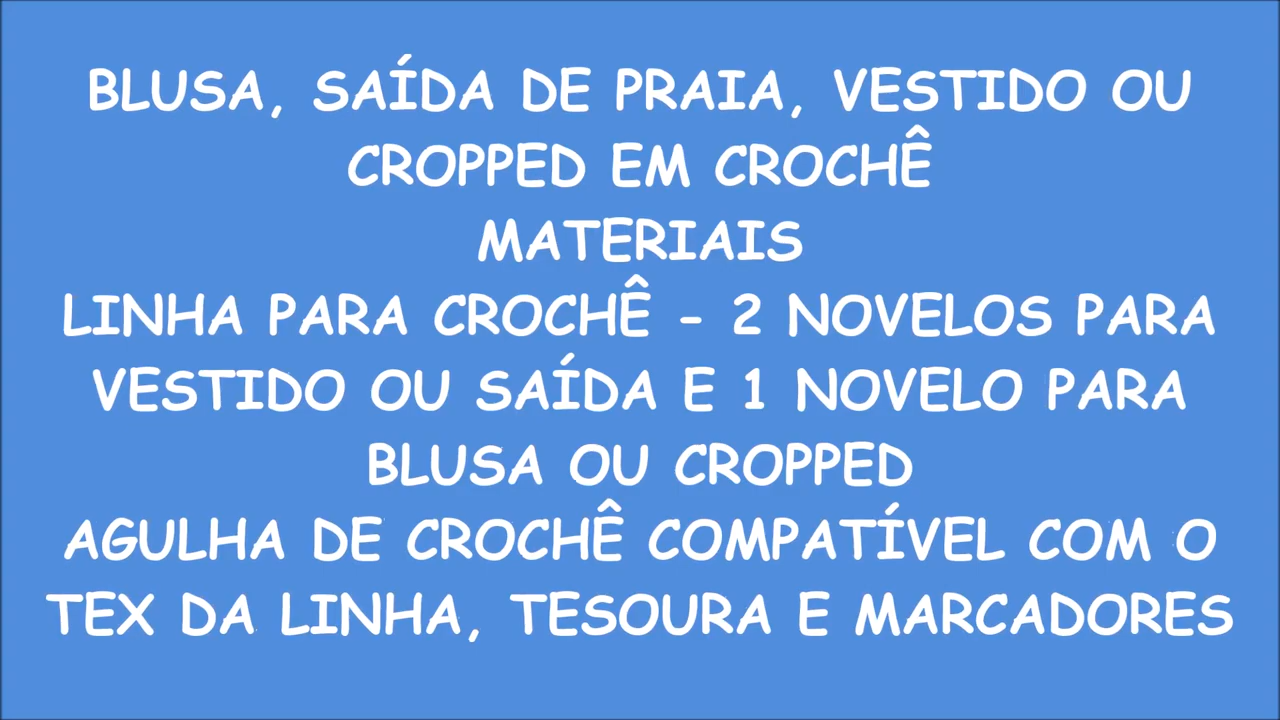 BLUSA, SAÍDA DE PRAIA, VESTIDO OU
CROPPED EM CROCHÊ
MATERIAIS
LINHA PARA CROCHÊ - 2 NOVELOS PARA
VESTIDO OU SAÍDA E 1 NOVELO PARA
BLUSA OU CROPPED
AGULHA DE CROCHÊ COMPATÍVEL COM O
TEX DA LINHA, TESOURA E MARCADORES